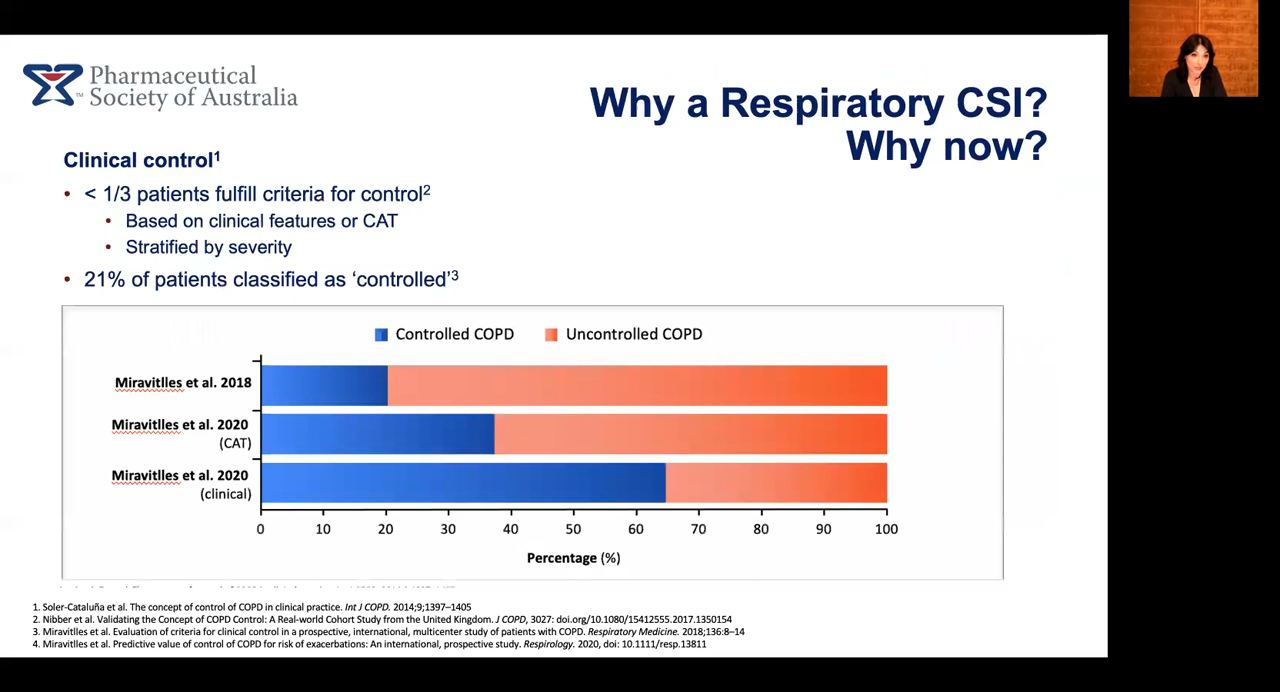 Pharmaceutical
Society of Australia
™
Why a Respiratory CSI?
Why now?
Clinical control¹
• < 1/3 patients fulfill criteria for control²
• Based on clinical features or CAT
• Stratified by severity
• 21% of patients classified as ‘controlled’³
Controlled COPD Uncontrolled COPD
Miravitlles et al. 2018
Miravitlles et al. 2020
(CAT)
Miravitlles et al. 2020
(clinical)
0 10 20 30 40 50 60 70 80 90 100
Percentage (%)
1. Soler-Cataluña et al. The concept of control of COPD in clinical practice. Int J COPD. 2014;9;1397–1405
2. Nibber et al. Validating the Concept of COPD Control: A Real-world Cohort Study from the United Kingdom. J COPD, 3027: doi.org/10.1080/15412555.2017.1350154
3. Miravitlles et al. Evaluation of criteria for clinical control in a prospective, international, multicenter study of patients with COPD. Respiratory Medicine. 2018;136:8–14
4. Miravitlles et al. Predictive value of control of COPD for risk of exacerbations: An international, prospective study. Respirology. 2020, doi: 10.1111/resp.13811